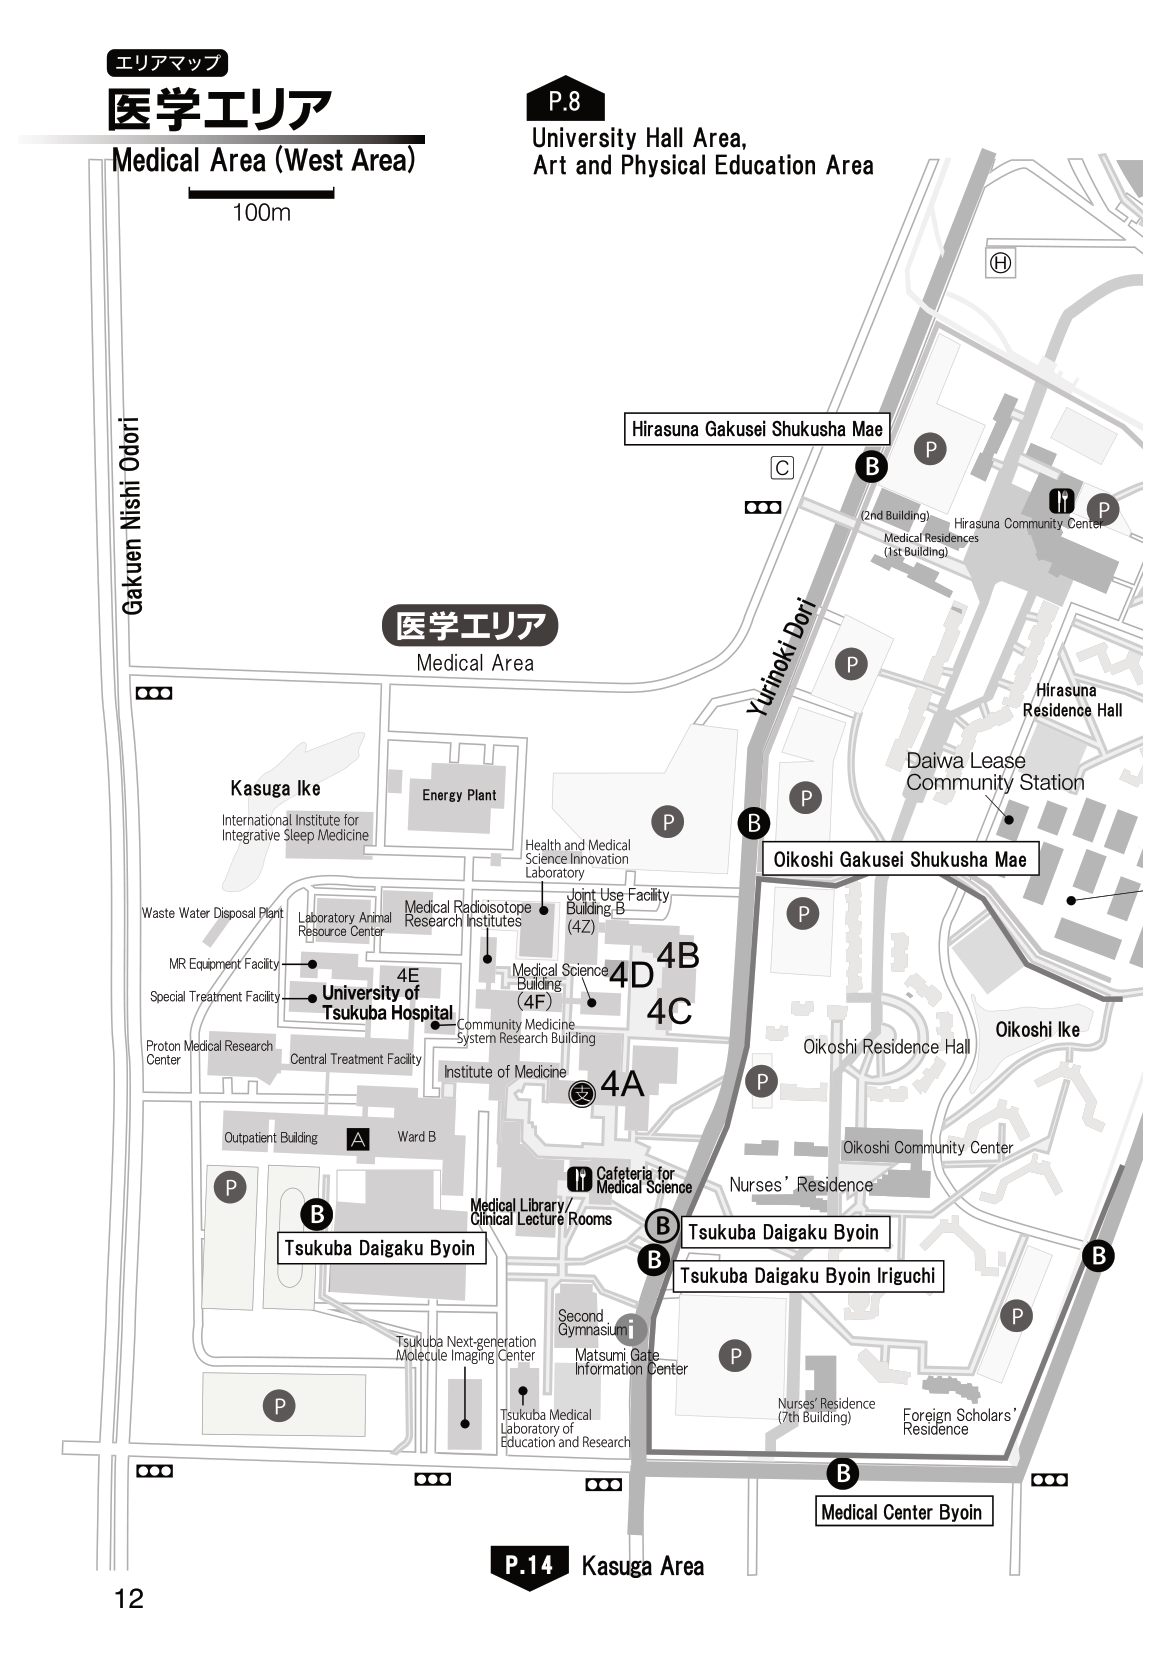 エリアマップ
医学エリア
Medical Area (West Area)
100m
P.8
University Hall Area,
Art and Physical Education Area
H
Gakuen Nishi Odori
Hirasuna Gakusei Shukusha Mae
B
P
C
P
(2nd Building)
Hirasuna Community Center
Medical Residences
(1st Building)
医学エリア
Medical Area
Yurinoki Dori
P
Hirasuna
Residence Hall
Daiwa Lease
Community Station
Kasuga Ike
Energy Plant
P
P
B
International Institute for
Integrative Sleep Medicine
Health and Medical
Science Innovation
Laboratory
Oikoshi Gakusei Shukusha Mae
Waste Water Disposal Plant
Laboratory Animal
Resource Center
Medical Radioisotope
Research Institutes
Joint Use Facility
Building B
(4Z)
P
MR Equipment Facility
4E
Medical Science
Building
(4F)
4D
4B
4C
Special Treatment Facility
University of
Tsukuba Hospital
Community Medicine
System Research Building
Oikoshi Ike
Proton Medical Research
Center
Central Treatment Facility
Institute of Medicine
支
4A
Oikoshi Residence Hall
P
Outpatient Building
A
Ward B
Oikoshi Community Center
P
Cafeteria for
Medical Science
Nurses' Residence
Medical Library/
Clinical Lecture Rooms
B
Tsukuba Daigaku Byoin
B
Tsukuba Daigaku Byoin
B
Tsukuba Daigaku Byoin Iriguchi
B
P
Second
Gymnasium
i
Matsumi Gate
Information Center
P
Tsukuba Next-generation
Molecule Imaging Center
P
Tsukuba Medical
Laboratory of
Education and Research
Nurses' Residence
(7th Building)
Foreign Scholars'
Residence
B
Medical Center Byoin
P.14
Kasuga Area
12